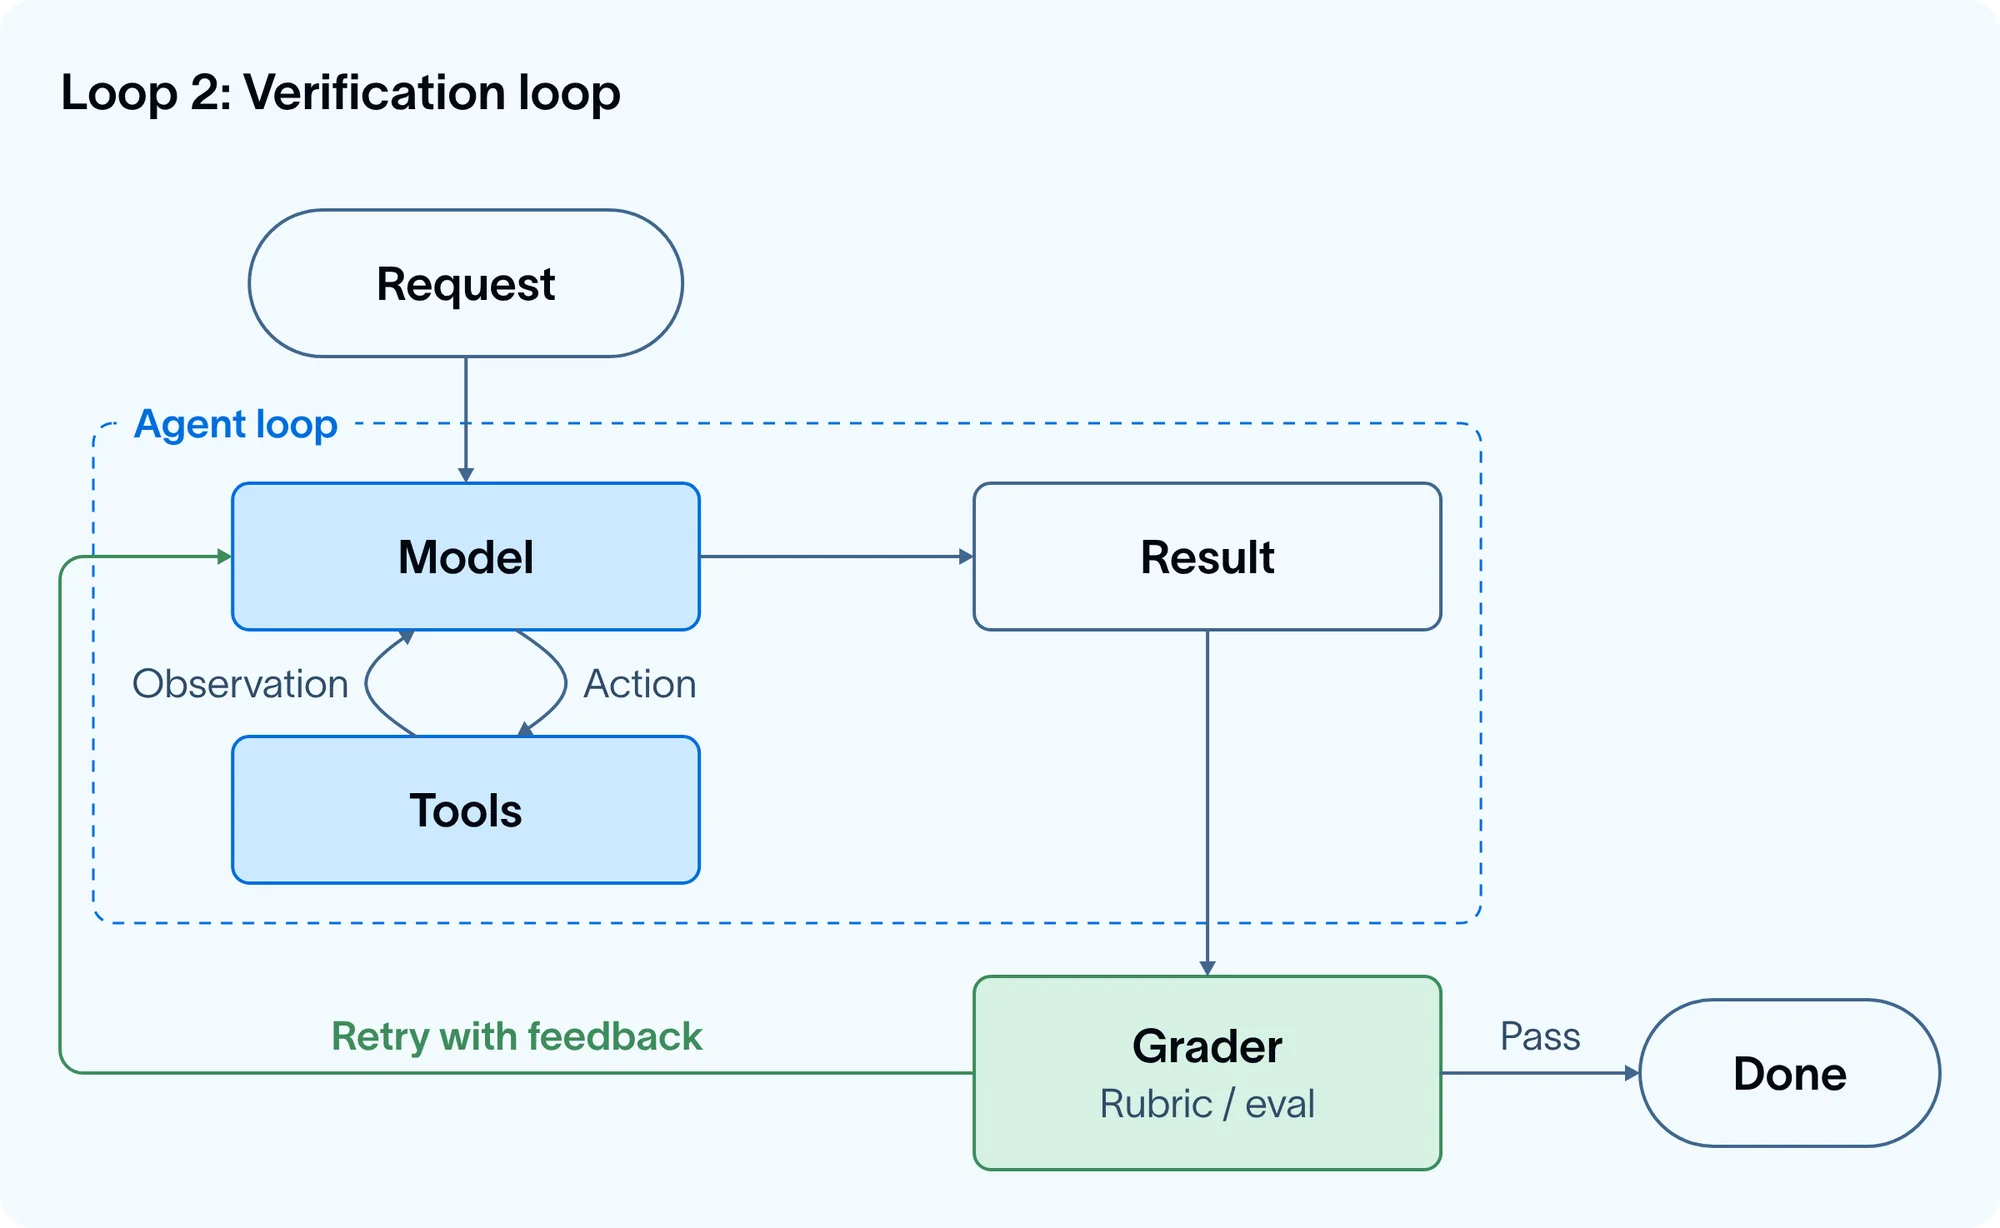 Loop 2: Verification loop
Request
Agent loop
Model
Result
Observation
Action
Tools
Retry with feedback
Grader
Rubric / eval
Pass
Done